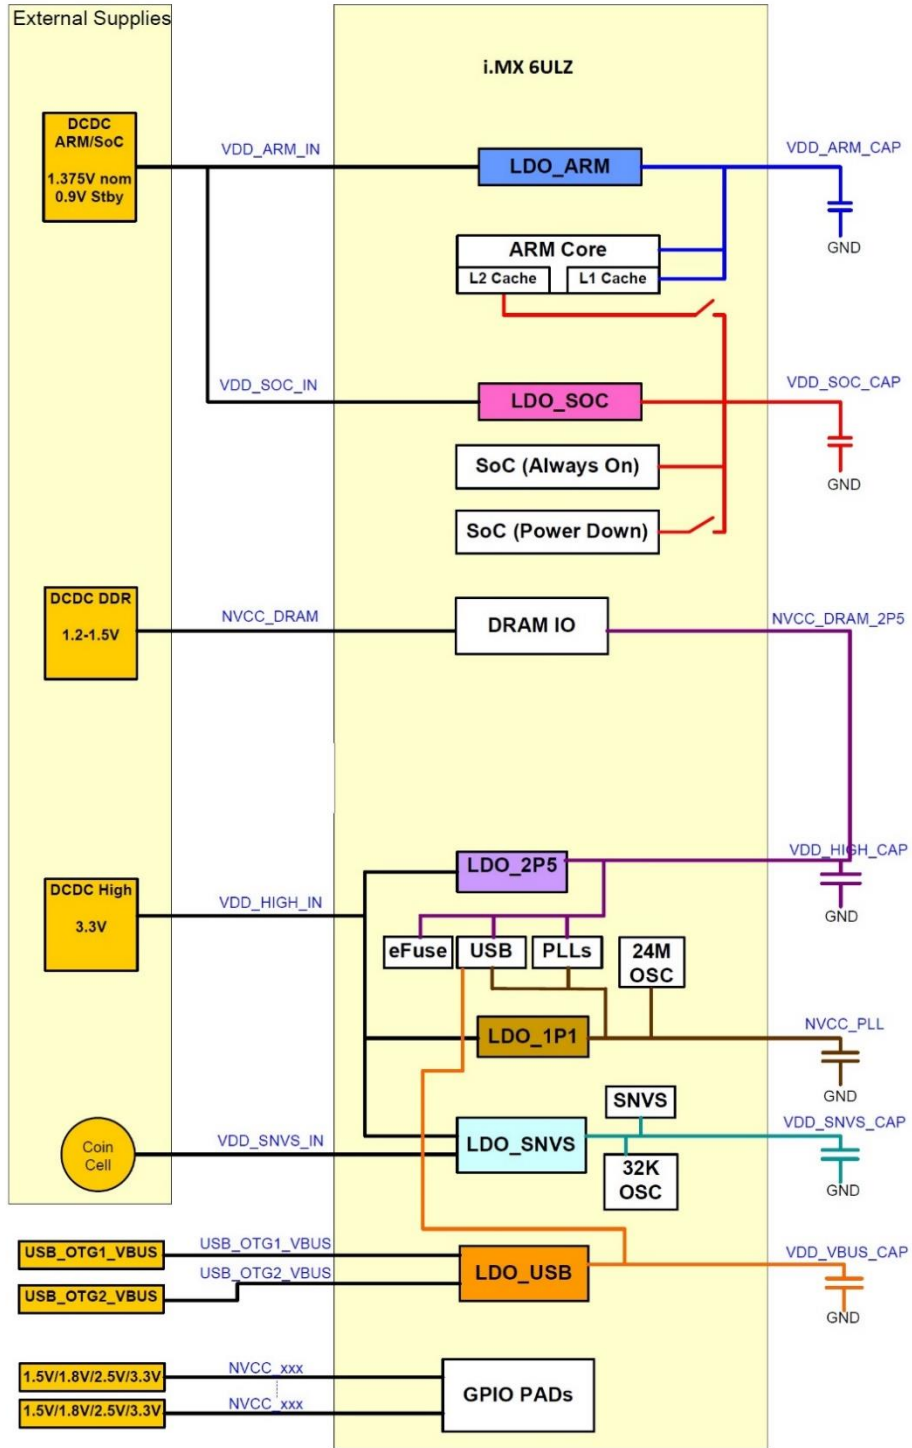 External Supplies
i.MX 6ULZ
DCDC
ARM/SoC
1.375V nom
0.9V Stby
VDD_ARM_IN
LDO_ARM
VDD_ARM_CAP
GND
ARM Core
L2 Cache
L1 Cache
VDD_SOC_IN
LDO_SOC
VDD_SOC_CAP
GND
SoC (Always On)
SoC (Power Down)
DCDC DDR
1.2-1.5V
NVCC_DRAM
DRAM IO
NVCC_DRAM_2P5
LDO_2P5
VDD_HIGH_CAP
GND
DCDC High
3.3V
VDD_HIGH_IN
eFuse
USB
PLLs
24M
OSC
LDO_1P1
NVCC_PLL
GND
Coin
Cell
VDD_SNVS_IN
LDO_SNVS
SNVS
32K
OSC
VDD_SNVS_CAP
GND
USB_OTG1_VBUS
USB_OTG1_VBUS
USB_OTG2_VBUS
USB_OTG2_VBUS
LDO_USB
VDD_VBUS_CAP
GND
1.5V/1.8V/2.5V/3.3V
NVCC_xxx
1.5V/1.8V/2.5V/3.3V
NVCC_xxx
GPIO PADs